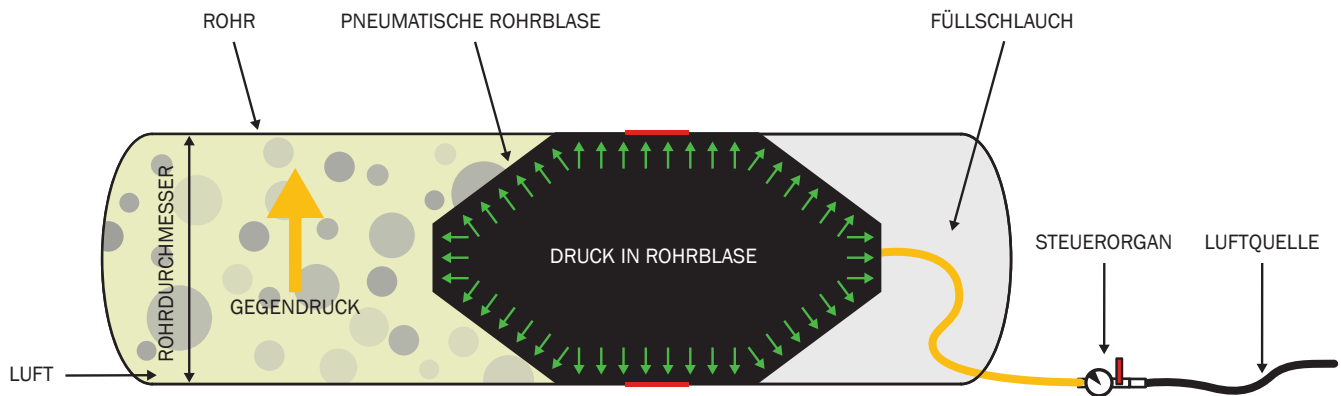 ROHR
PNEUMATISCHE ROHRBLASE
FÜLLSCHLAUCH
ROHRDURCHMESSER
GEGENDRUCK
DRUCK IN ROHRBLASE
STEUERORGAN
LUFTQUELLE
LUFT